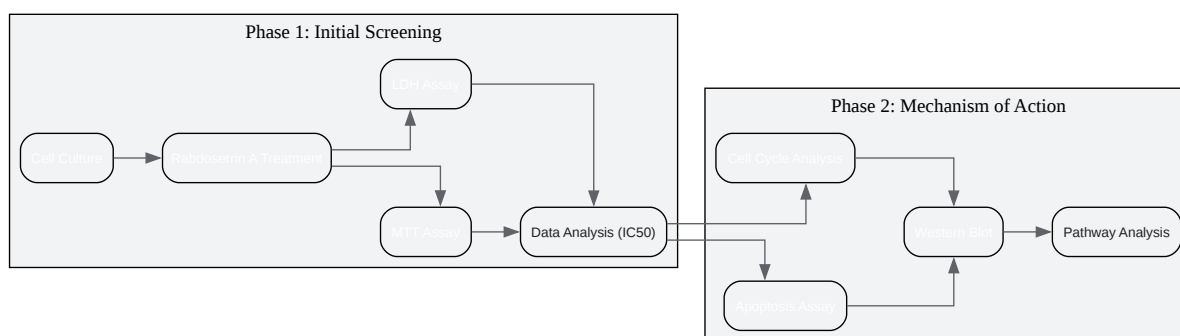 Phase 1: Initial Screening
LDH Assay
Cell Culture
Rabdoserrin A Treatment
MTT Assay
Data Analysis (IC50)
Phase 2: Mechanism of Action
Cell Cycle Analysis
Western Blot
Pathway Analysis
Apoptosis Assay